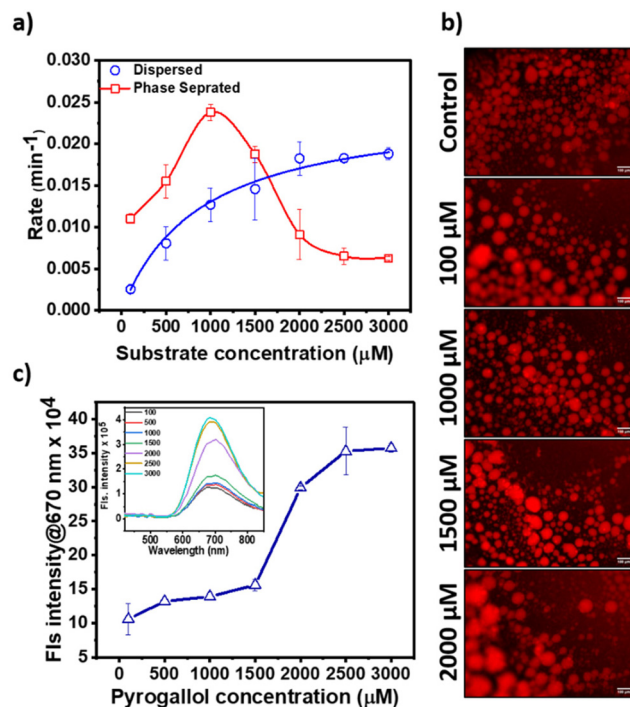 a)
0.030
0.025
0.020
0.015
0.010
0.005
0.000
Rate (min-1)
Dispersed
Phase Seprated
0 500 1000 1500 2000 2500 3000
Substrate concentration (µM)
b)
Control
100 µM
1000 µM
1500 µM
2000 µM
c)
40
35
30
25
20
15
10
5
0
Fls intensity@670 nm x 10⁴
100
500
1000
1500
2000
2500
3000
Fls. intensity x 10⁵
4
3
2
1
0
500 600 700 800
Wavelength (nm)
0 500 1000 1500 2000 2500 3000
Pyrogallol concentration (µM)